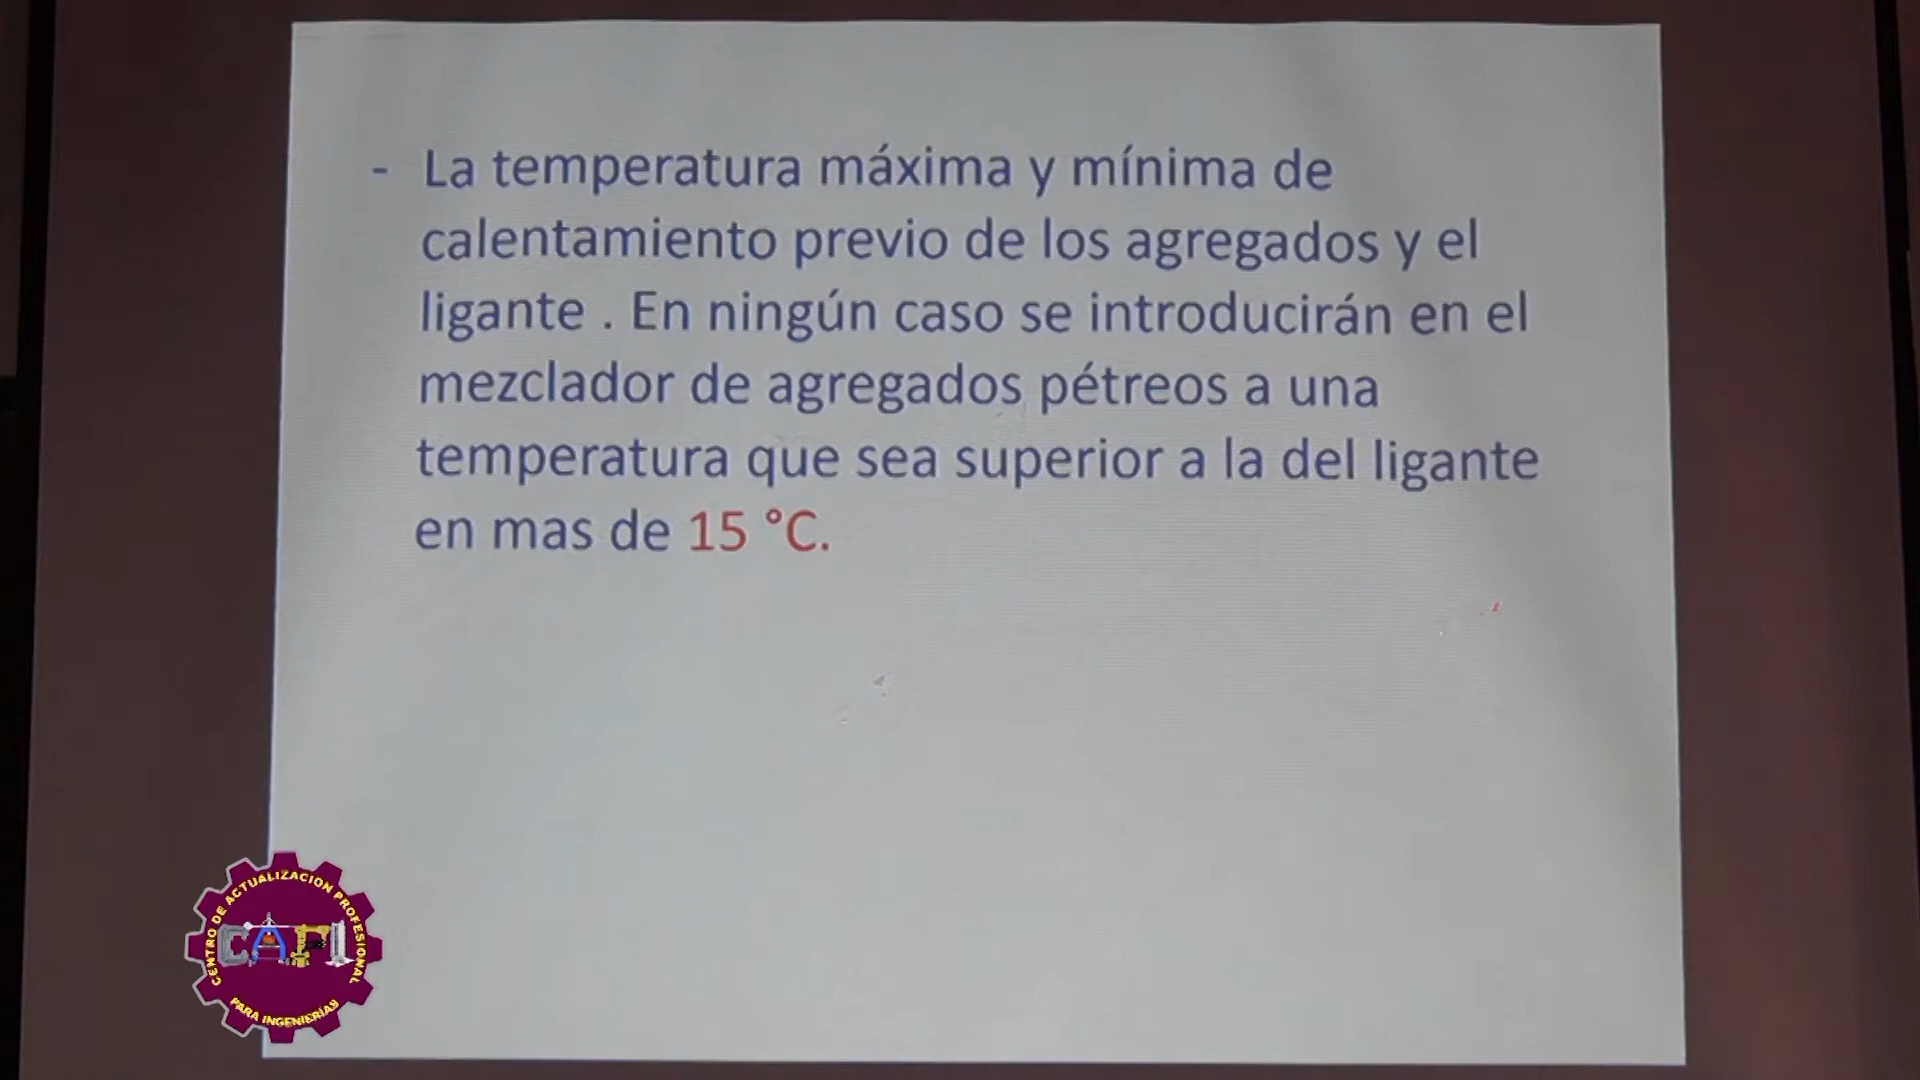 - La temperatura máxima y mínima de
calentamiento previo de los agregados y el
ligante . En ningún caso se introducirán en el
mezclador de agregados pétreos a una
temperatura que sea superior a la del ligante
en mas de 15 °C.
CENTRO DE ACTUALIZACION PROFESIONAL
CAPI
PARA INGENIERÍAS